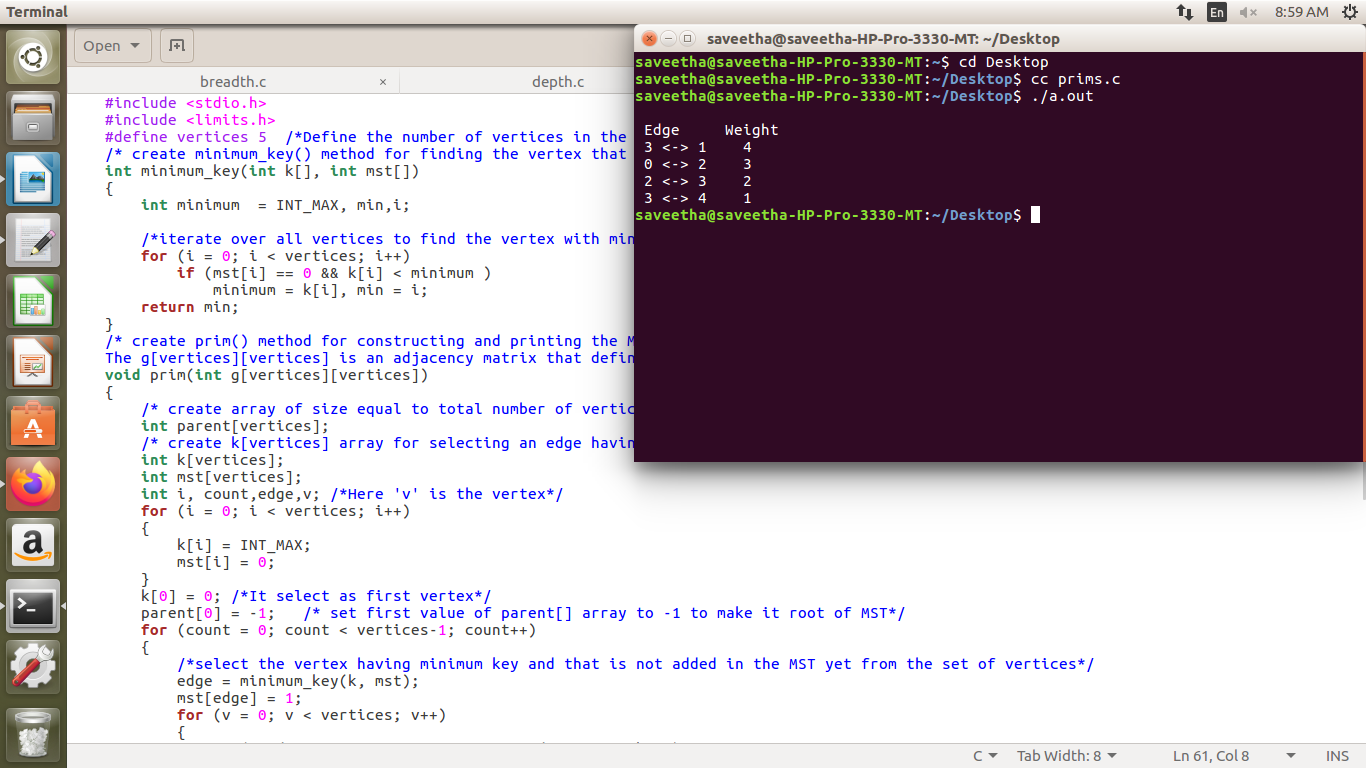 Terminal
En
8:59 AM
Open
breadth.c ×
depth.c
#include <stdio.h>
#include <limits.h>
#define vertices 5  /*Define the number of vertices in the
/* create minimum_key() method for finding the vertex that
int minimum_key(int k[], int mst[])
{
    int minimum  = INT_MAX, min,i;
    /*iterate over all vertices to find the vertex with min
    for (i = 0; i < vertices; i++)
        if (mst[i] == 0 && k[i] < minimum )
            minimum = k[i], min = i;
    return min;
}
/* create prim() method for constructing and printing the M
The g[vertices][vertices] is an adjacency matrix that defin
void prim(int g[vertices][vertices])
{
    /* create array of size equal to total number of vertic
    int parent[vertices];
    /* create k[vertices] array for selecting an edge havin
    int k[vertices];
    int mst[vertices];
    int i, count,edge,v; /*Here 'v' is the vertex*/
    for (i = 0; i < vertices; i++)
    {
        k[i] = INT_MAX;
        mst[i] = 0;
    }
    k[0] = 0; /*It select as first vertex*/
    parent[0] = -1;   /* set first value of parent[] array to -1 to make it root of MST*/
    for (count = 0; count < vertices-1; count++)
    {
        /*select the vertex having minimum key and that is not added in the MST yet from the set of vertices*/
        edge = minimum_key(k, mst);
        mst[edge] = 1;
        for (v = 0; v < vertices; v++)
        {
C
Tab Width: 8
Ln 61, Col 8
INS
saveetha@saveetha-HP-Pro-3330-MT: ~/Desktop
saveetha@saveetha-HP-Pro-3330-MT:~$ cd Desktop
saveetha@saveetha-HP-Pro-3330-MT:~/Desktop$ cc prims.c
saveetha@saveetha-HP-Pro-3330-MT:~/Desktop$ ./a.out
Edge     Weight
3 <-> 1    4
0 <-> 2    3
2 <-> 3    2
3 <-> 4    1
saveetha@saveetha-HP-Pro-3330-MT:~/Desktop$